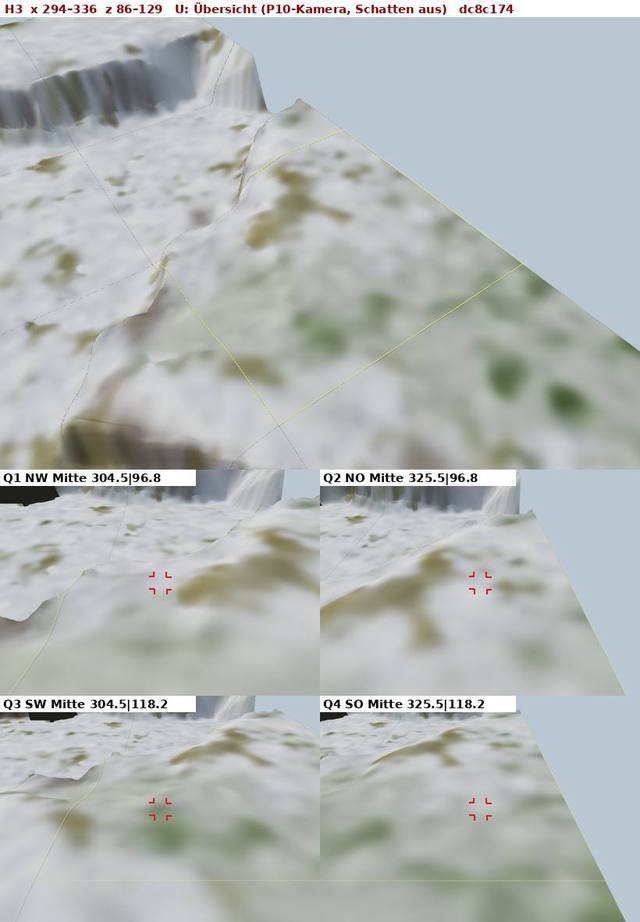 H3  x 294–336  z 86–129   U: Übersicht (P10-Kamera, Schatten aus)   dc8c174
Q1 NW Mitte 304.5|96.8
Q2 NO Mitte 325.5|96.8
Q3 SW Mitte 304.5|118.2
Q4 SO Mitte 325.5|118.2